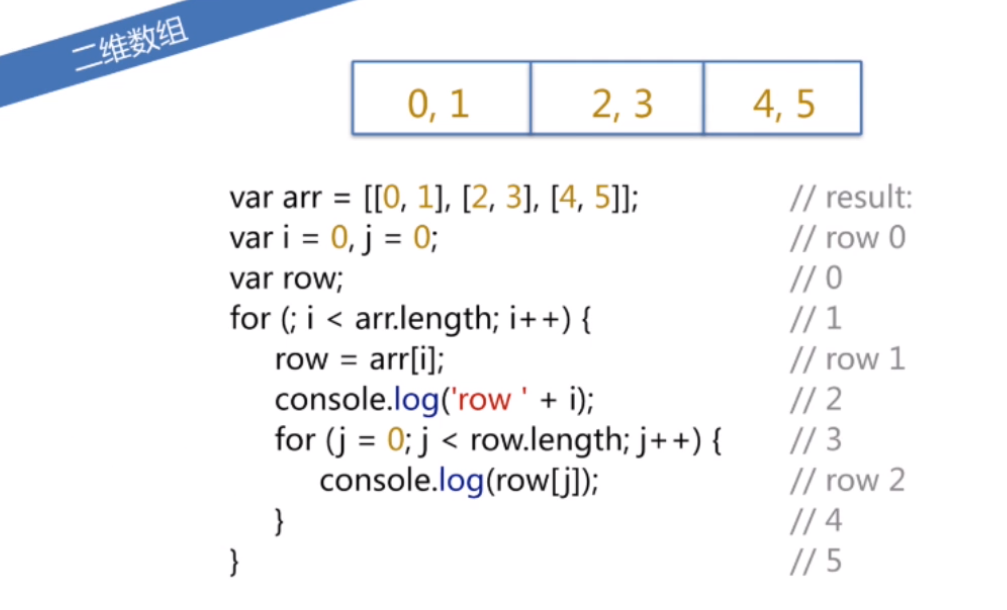 二维数组
0, 1 2, 3 4, 5
var arr = [[0, 1], [2, 3], [4, 5]]; // result:
var i = 0, j = 0; // row 0
var row; // 0
for (; i < arr.length; i++) { // 1
row = arr[i]; // row 1
console.log('row ' + i); // 2
for (j = 0; j < row.length; j++) { // 3
console.log(row[j]); // row 2
} // 4
} // 5